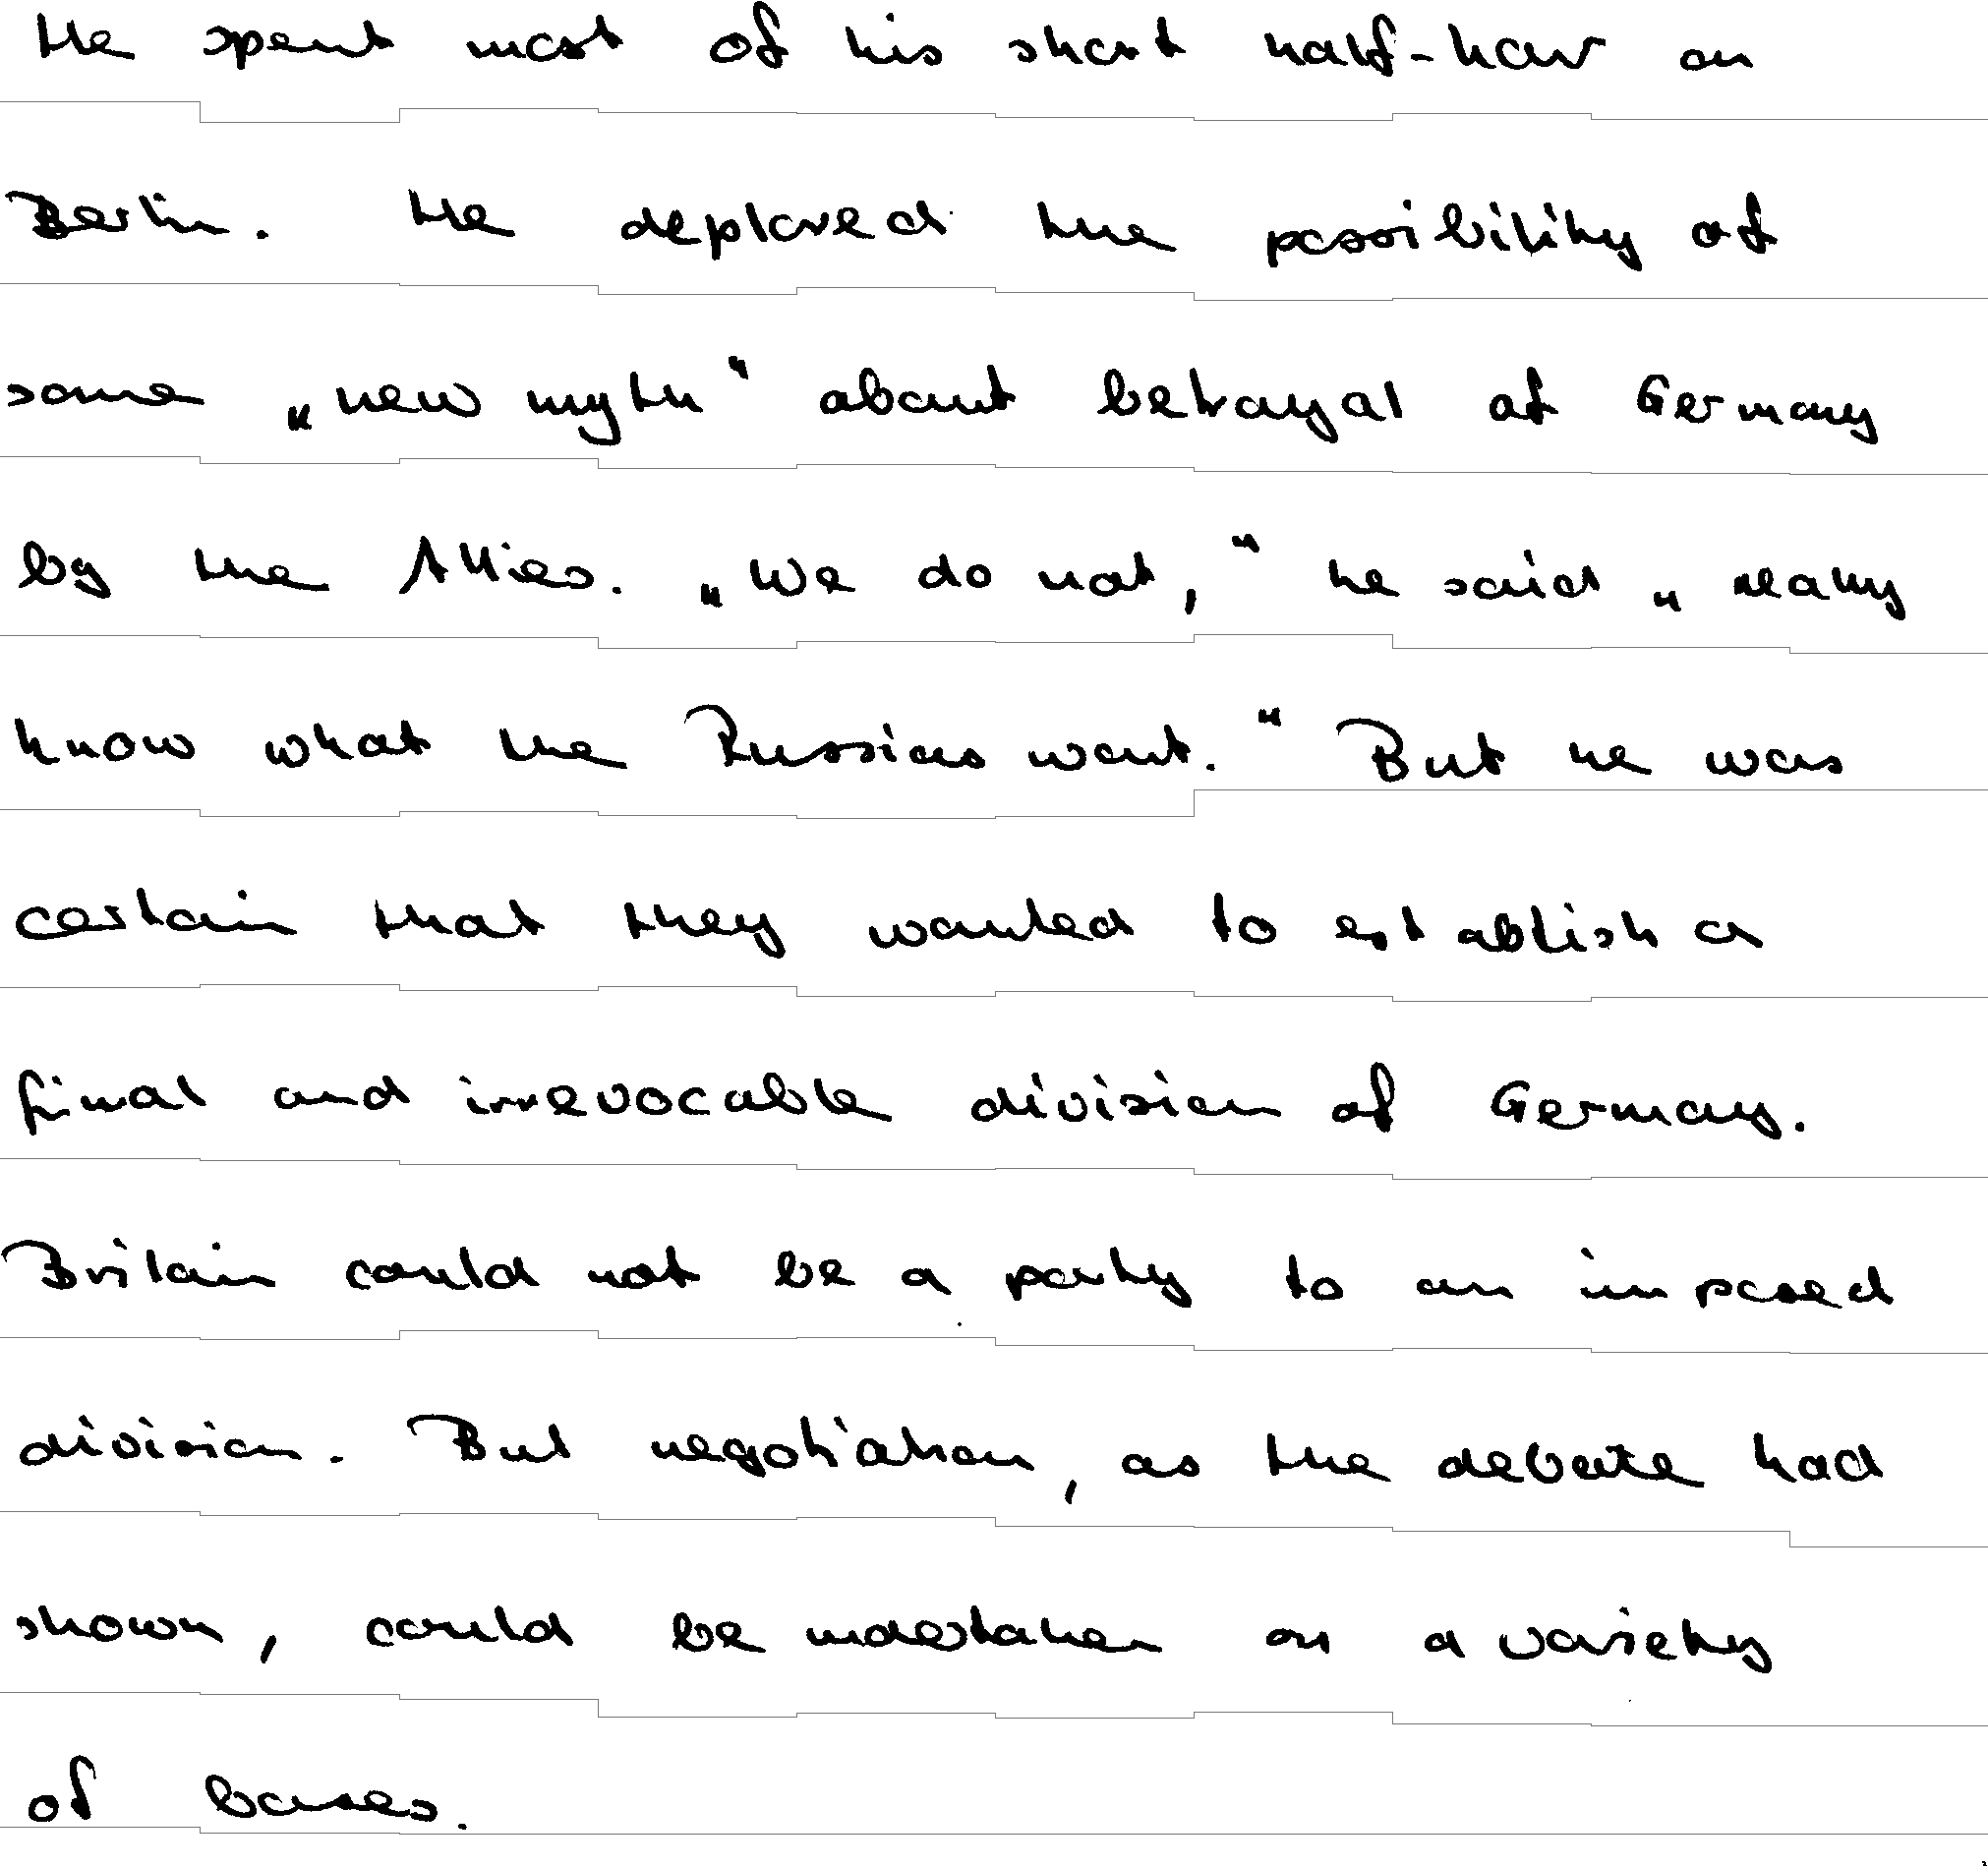 He spent most of his short half-hour on
Berlin. He deplored the possibility of
some „new myth" about betrayal of Germany
by the Allies. „We do not," he said „really
know what the Russians want." But he was
certain that they wanted to establish a
final and irrevocable division of Germany.
Britain could not be a party to an imposed
division. But negotiation, as the debate had
shown, could be undertaken on a variety
of bases.